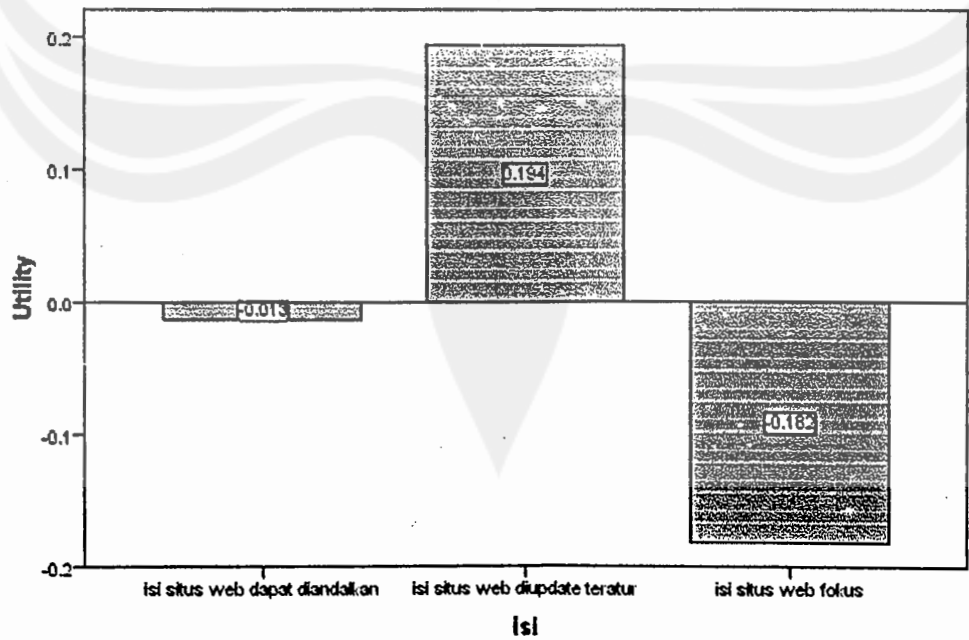 0.2
0.1
0.0
-0.1
-0.2
Utility
-0.013
0.194
-0.182
isi situs web dapat diandalkan
isi situs web diupdate teratur
isi situs web fokus
isi